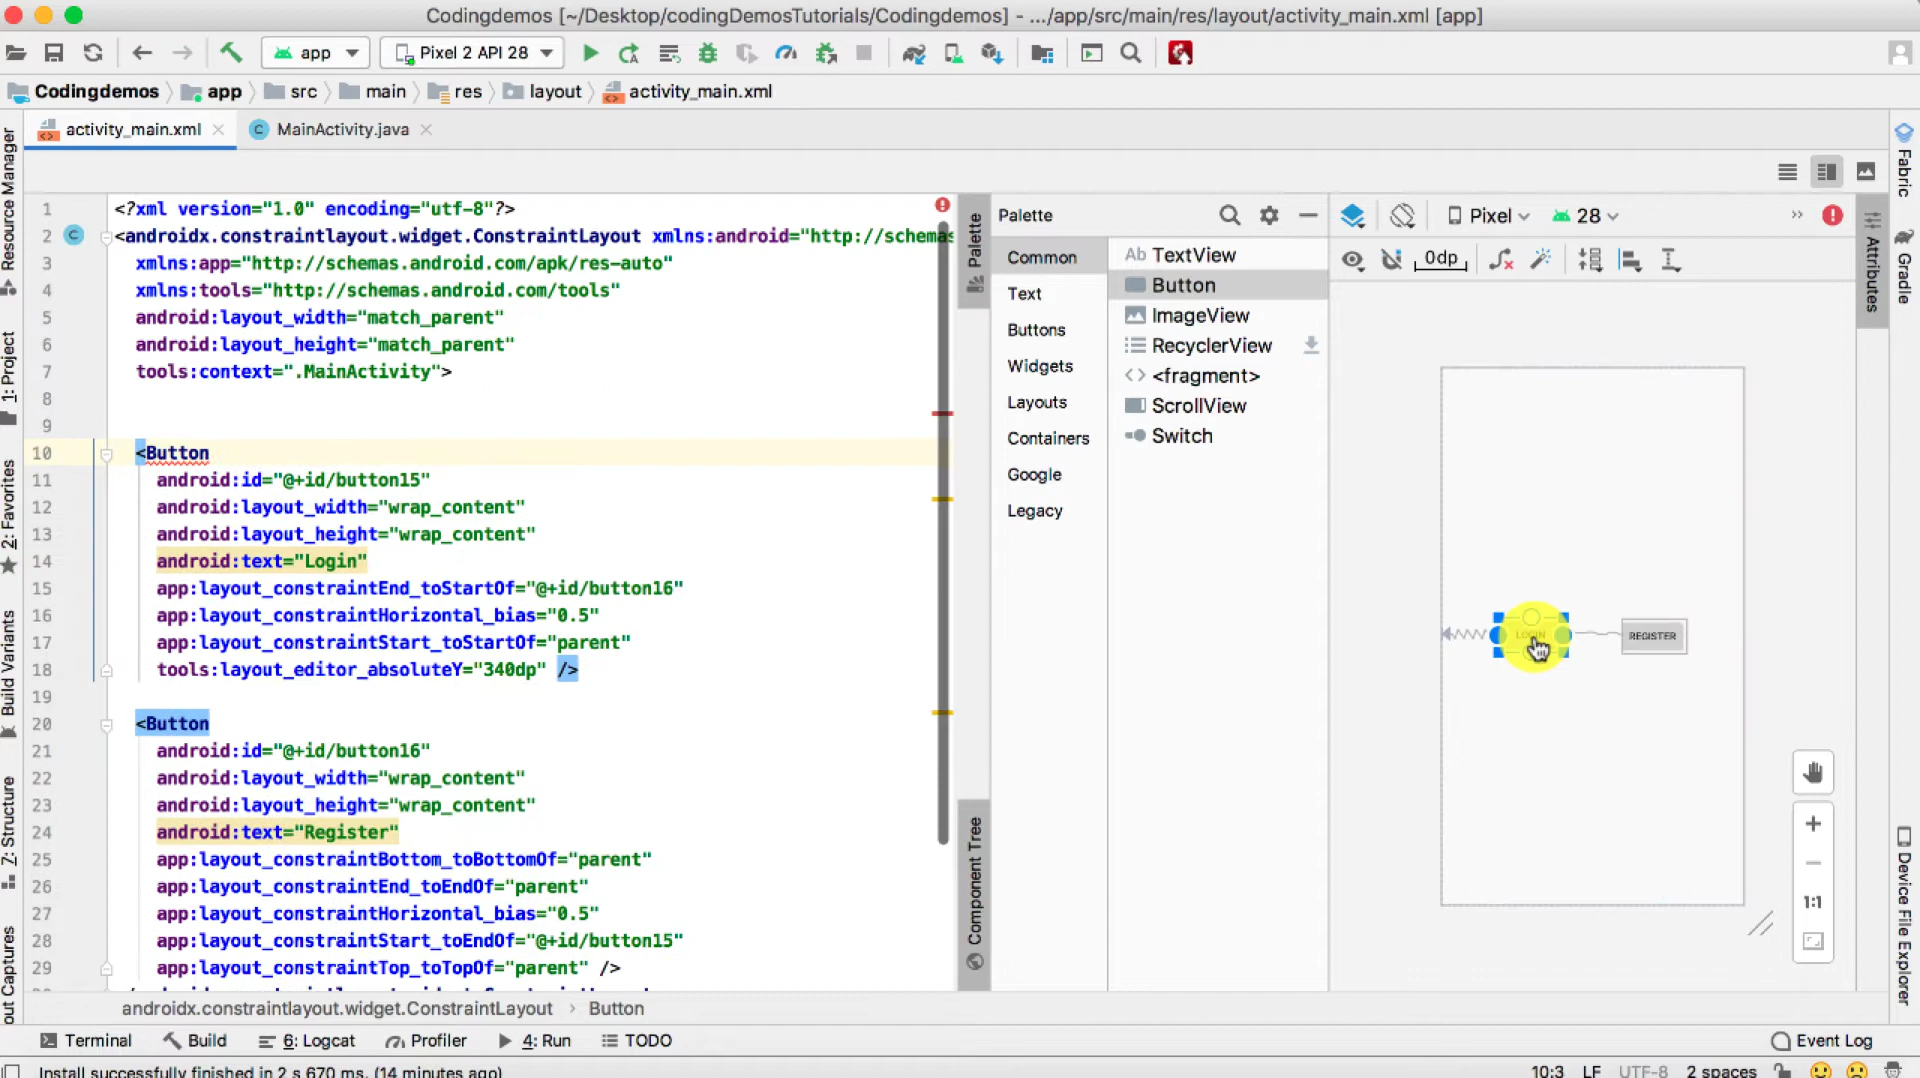 Codingdemos [~/Desktop/codingDemosTutorials/Codingdemos] - .../app/src/main/res/layout/activity_main.xml [app]
app
Pixel 2 API 28
Codingdemos
app
src
main
res
layout
activity_main.xml
activity_main.xml
MainActivity.java
Resource Manager
1: Project
2: Favorites
Build Variants
7: Structure
out Captures
1 <?xml version="1.0" encoding="utf-8"?>
2 <androidx.constraintlayout.widget.ConstraintLayout xmlns:android="http://schemas
3 xmlns:app="http://schemas.android.com/apk/res-auto"
4 xmlns:tools="http://schemas.android.com/tools"
5 android:layout_width="match_parent"
6 android:layout_height="match_parent"
7 tools:context=".MainActivity">
8
9
10 <Button
11 android:id="@+id/button15"
12 android:layout_width="wrap_content"
13 android:layout_height="wrap_content"
14 android:text="Login"
15 app:layout_constraintEnd_toStartOf="@+id/button16"
16 app:layout_constraintHorizontal_bias="0.5"
17 app:layout_constraintStart_toStartOf="parent"
18 tools:layout_editor_absoluteY="340dp" />
19
20 <Button
21 android:id="@+id/button16"
22 android:layout_width="wrap_content"
23 android:layout_height="wrap_content"
24 android:text="Register"
25 app:layout_constraintBottom_toBottomOf="parent"
26 app:layout_constraintEnd_toEndOf="parent"
27 app:layout_constraintHorizontal_bias="0.5"
28 app:layout_constraintStart_toEndOf="@+id/button15"
29 app:layout_constraintTop_toTopOf="parent" />
androidx.constraintlayout.widget.ConstraintLayout
Button
Palette
Component Tree
Palette
Common
Text
Buttons
Widgets
Layouts
Containers
Google
Legacy
Ab TextView
Button
ImageView
RecyclerView
<fragment>
ScrollView
Switch
Pixel
28
0dp
LOGIN
REGISTER
1:1
Attributes
Fabric
Gradle
Device File Explorer
Terminal
Build
6: Logcat
Profiler
4: Run
TODO
Event Log
Install successfully finished in 2 s 670 ms. (14 minutes ago)
10:3
LF
UTF-8
2 spaces